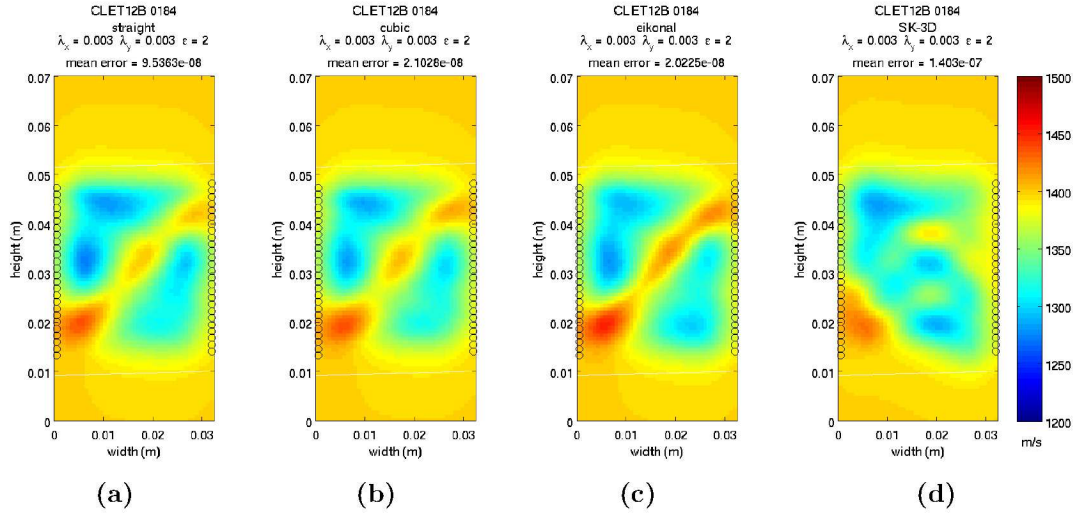 CLET12B 0184
straight
λx = 0.003 λy = 0.003 ε = 2
mean error = 9.5363e-08
0.07
0.06
0.05
0.04
0.03
0.02
0.01
0
height (m)
0 0.01 0.02 0.03
width (m)
(a)
CLET12B 0184
cubic
λx = 0.003 λy = 0.003 ε = 2
mean error = 2.1028e-08
0.07
0.06
0.05
0.04
0.03
0.02
0.01
0
height (m)
0 0.01 0.02 0.03
width (m)
(b)
CLET12B 0184
eikonal
λx = 0.003 λy = 0.003 ε = 2
mean error = 2.0225e-08
0.07
0.06
0.05
0.04
0.03
0.02
0.01
0
height (m)
0 0.01 0.02 0.03
width (m)
(c)
CLET12B 0184
SK-3D
λx = 0.003 λy = 0.003 ε = 2
mean error = 1.403e-07
0.07
0.06
0.05
0.04
0.03
0.02
0.01
0
height (m)
0 0.01 0.02 0.03
width (m)
(d)
1500
1450
1400
1350
1300
1250
1200
m/s